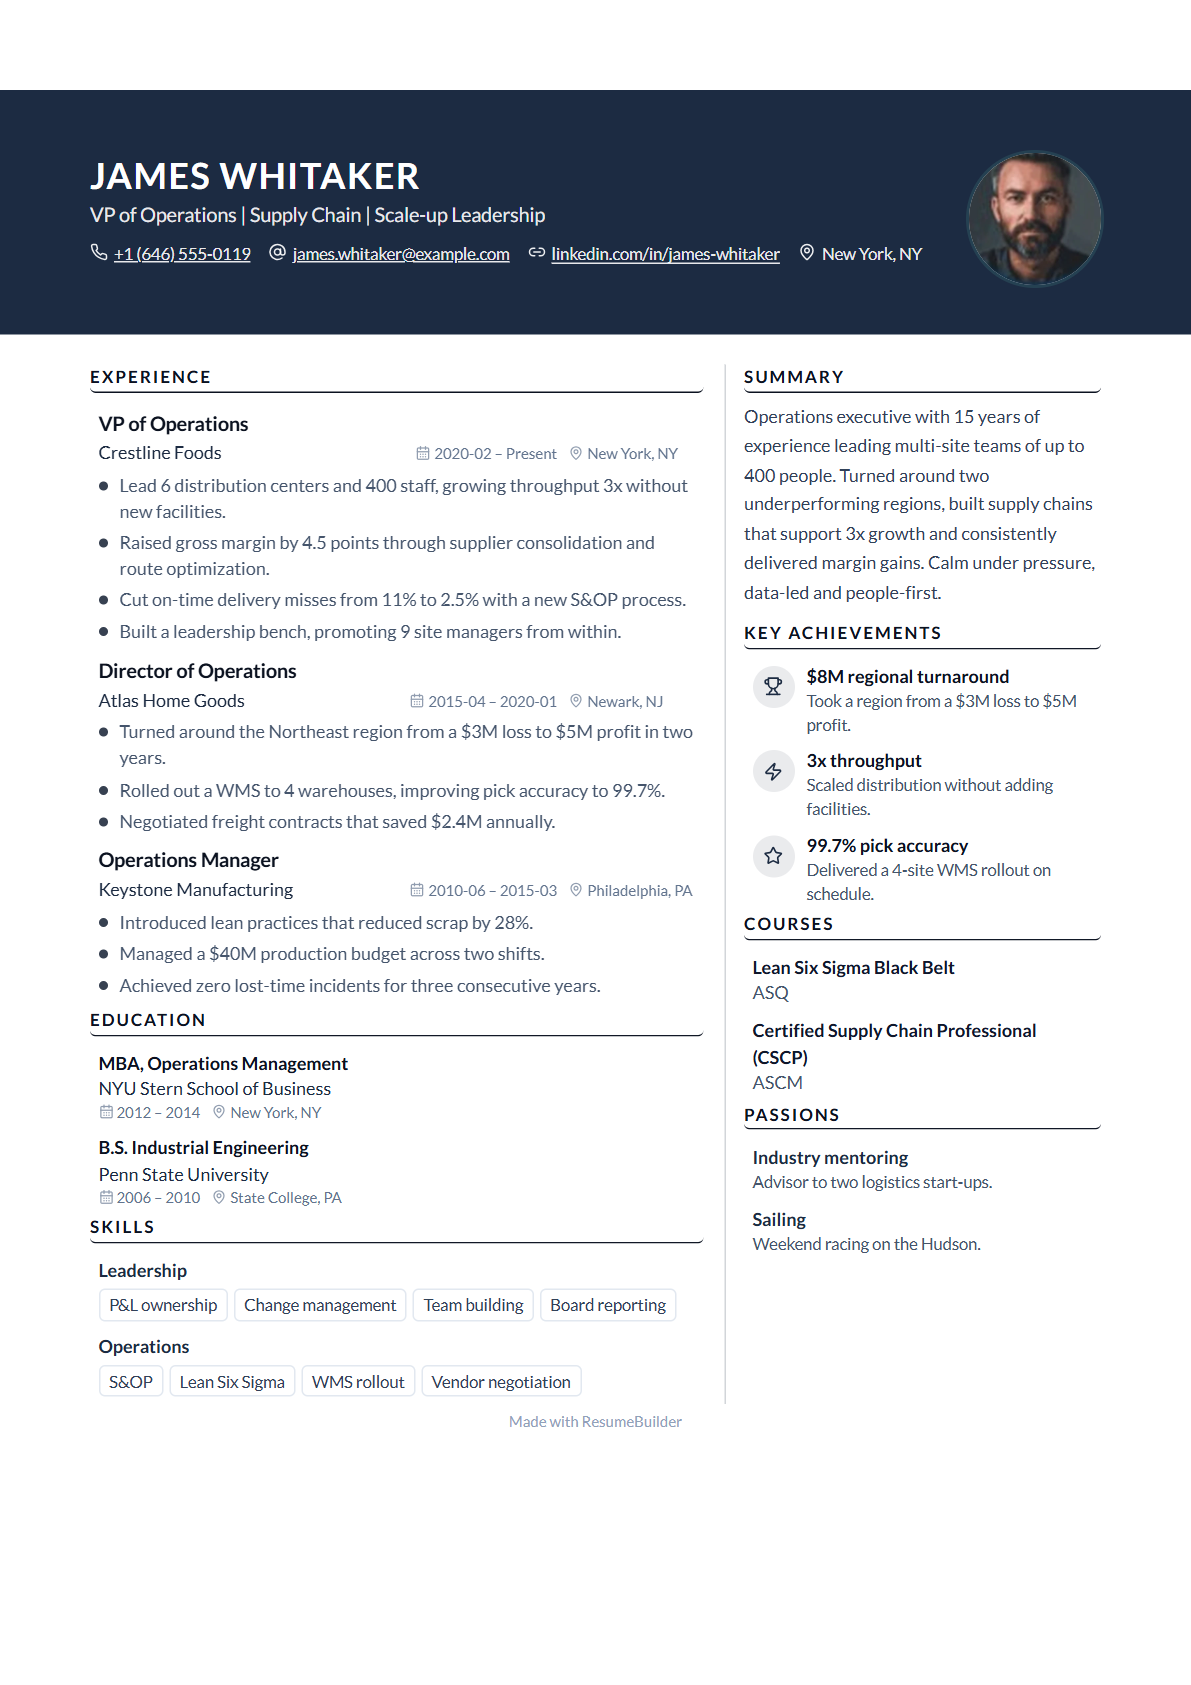 JAMES WHITAKER
VP of Operations | Supply Chain | Scale-up Leadership
+1 (646) 555-0119 james.whitaker@example.com linkedin.com/in/james-whitaker New York, NY
EXPERIENCE
VP of Operations
Crestline Foods 2020-02 – Present New York, NY
Lead 6 distribution centers and 400 staff, growing throughput 3x without
new facilities.
Raised gross margin by 4.5 points through supplier consolidation and
route optimization.
Cut on-time delivery misses from 11% to 2.5% with a new S&OP process.
Built a leadership bench, promoting 9 site managers from within.
Director of Operations
Atlas Home Goods 2015-04 – 2020-01 Newark, NJ
Turned around the Northeast region from a $3M loss to $5M profit in two
years.
Rolled out a WMS to 4 warehouses, improving pick accuracy to 99.7%.
Negotiated freight contracts that saved $2.4M annually.
Operations Manager
Keystone Manufacturing 2010-06 – 2015-03 Philadelphia, PA
Introduced lean practices that reduced scrap by 28%.
Managed a $40M production budget across two shifts.
Achieved zero lost-time incidents for three consecutive years.
EDUCATION
MBA, Operations Management
NYU Stern School of Business
2012 – 2014 New York, NY
B.S. Industrial Engineering
Penn State University
2006 – 2010 State College, PA
SKILLS
Leadership
P&L ownership Change management Team building Board reporting
Operations
S&OP Lean Six Sigma WMS rollout Vendor negotiation
SUMMARY
Operations executive with 15 years of
experience leading multi-site teams of up to
400 people. Turned around two
underperforming regions, built supply chains
that support 3x growth and consistently
delivered margin gains. Calm under pressure,
data-led and people-first.
KEY ACHIEVEMENTS
$8M regional turnaround
Took a region from a $3M loss to $5M
profit.
3x throughput
Scaled distribution without adding
facilities.
99.7% pick accuracy
Delivered a 4-site WMS rollout on
schedule.
COURSES
Lean Six Sigma Black Belt
ASQ
Certified Supply Chain Professional
(CSCP)
ASCM
PASSIONS
Industry mentoring
Advisor to two logistics start-ups.
Sailing
Weekend racing on the Hudson.
Made with ResumeBuilder